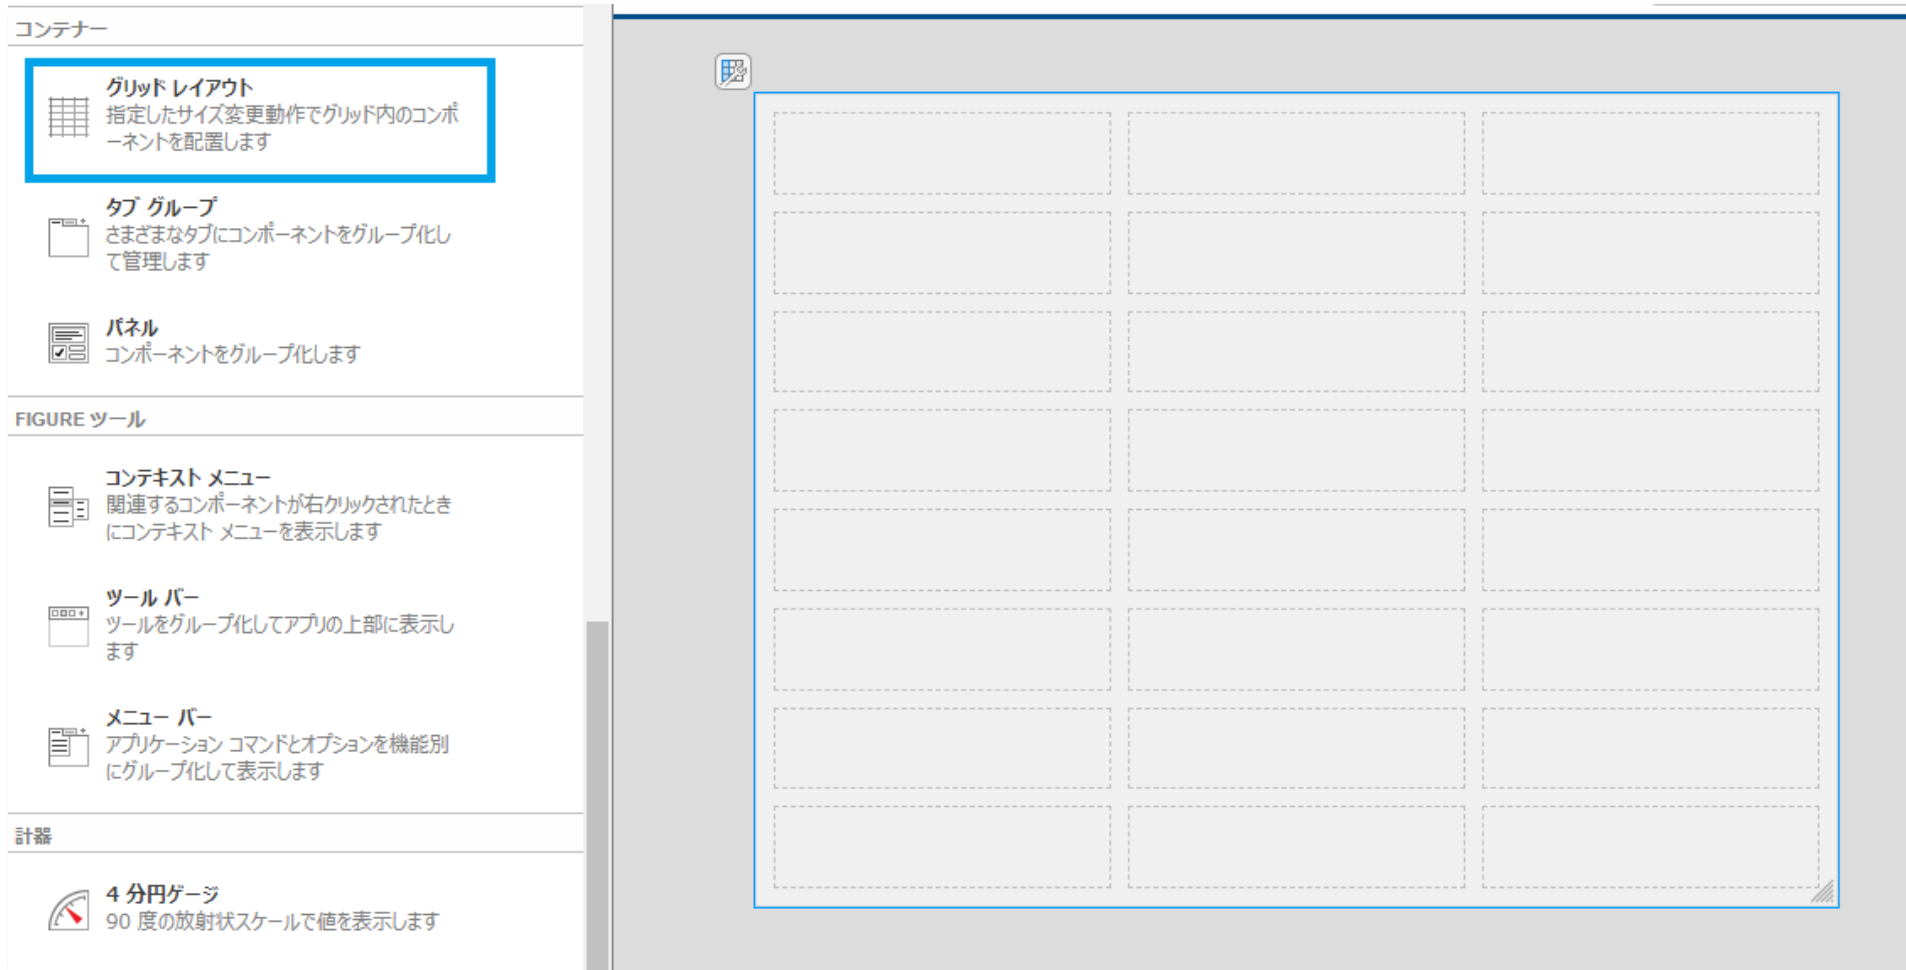 コンテナー
グリッド レイアウト
指定したサイズ変更動作でグリッド内のコンポ
ーネントを配置します
タブ グループ
さまざまなタブにコンポーネントをグループ化し
て管理します
パネル
コンポーネントをグループ化します
FIGURE ツール
コンテキスト メニュー
関連するコンポーネントが右クリックされたとき
にコンテキスト メニューを表示します
ツール バー
ツールをグループ化してアプリの上部に表示し
ます
メニュー バー
アプリケーション コマンドとオプションを機能別
にグループ化して表示します
計器
4 分円ゲージ
90 度の放射状スケールで値を表示します